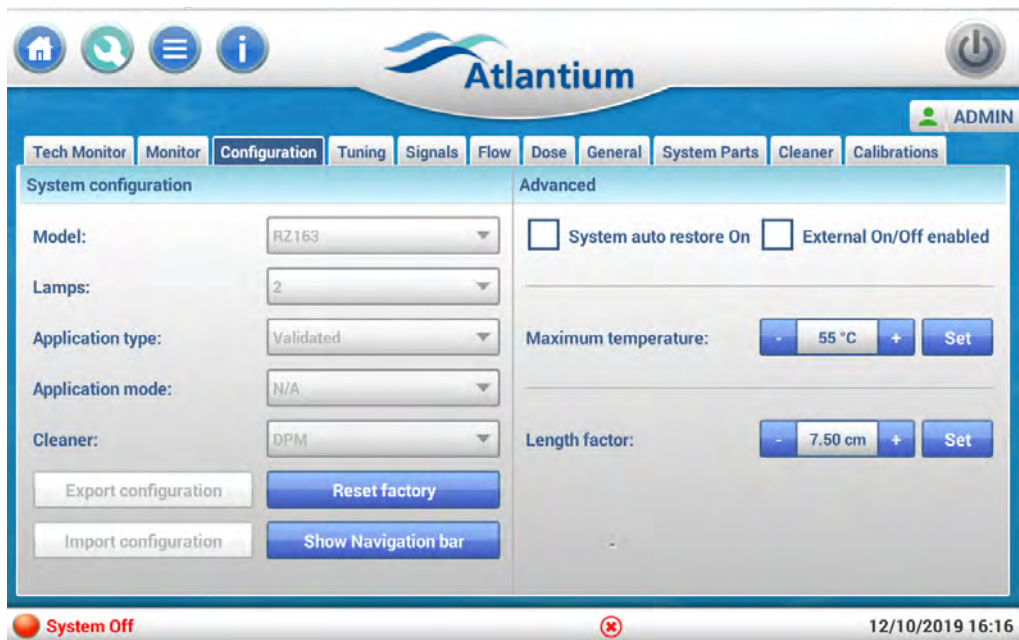 Atlantium
ADMIN
Tech Monitor Monitor Configuration Tuning Signals Flow Dose General System Parts Cleaner Calibrations
System configuration
Advanced
Model: RZ163
System auto restore On External On/Off enabled
Lamps: 2
Application type: Validated
Maximum temperature: - 55 °C + Set
Application mode: N/A
Cleaner: DPM
Length factor: - 7.50 cm + Set
Export configuration Reset factory
Import configuration Show Navigation bar
System Off 12/10/2019 16:16